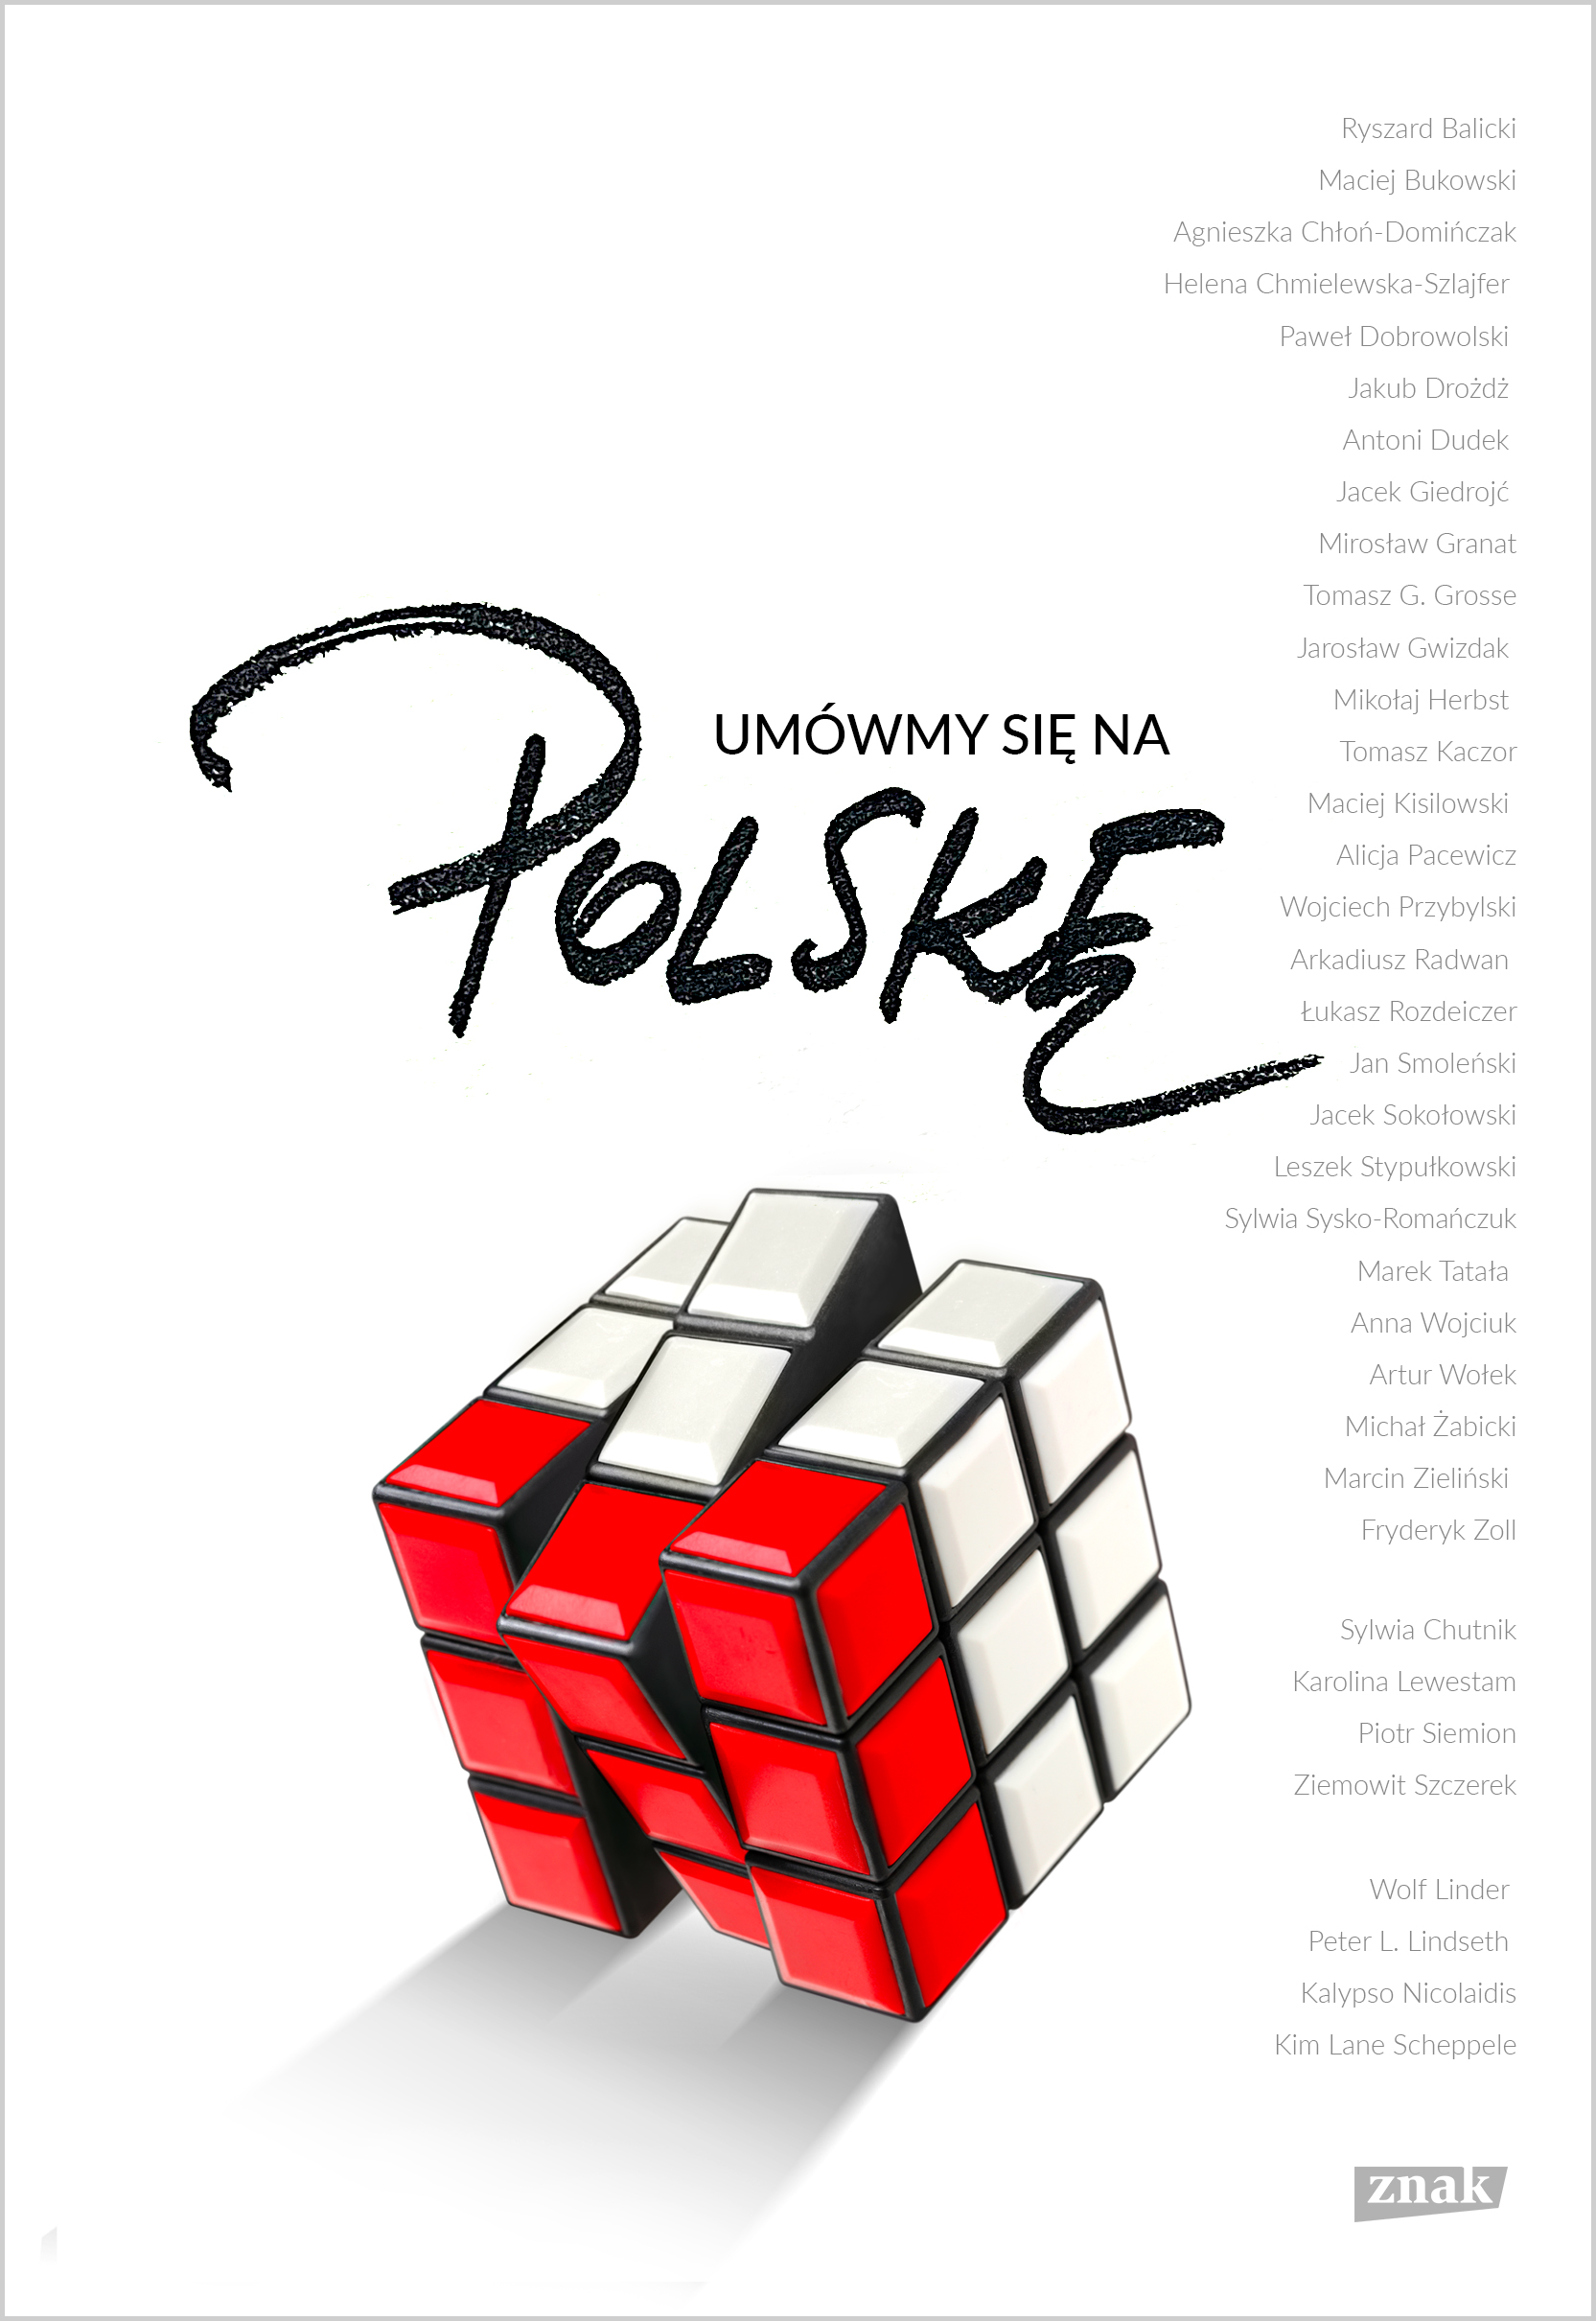 Ryszard Balicki
Maciej Bukowski
Agnieszka Chłoń-Domińczak
Helena Chmielewska-Szlajfer
Paweł Dobrowolski
Jakub Drożdż
Antoni Dudek
Jacek Giedrojć
Mirosław Granat
Tomasz G. Grosse
Jarosław Gwizdak
Mikołaj Herbst
Tomasz Kaczor
Maciej Kisilowski
Alicja Pacewicz
Wojciech Przybylski
Arkadiusz Radwan
Łukasz Rozdeiczer
Jan Smoleński
Jacek Sokołowski
Leszek Stypułkowski
Sylwia Sysko-Romańczuk
Marek Tatała
Anna Wojciuk
Artur Wołek
Michał Żabicki
Marcin Zieliński
Fryderyk Zoll
Sylwia Chutnik
Karolina Lewestam
Piotr Siemion
Ziemowit Szczerek
Wolf Linder
Peter L. Lindseth
Kalypso Nicolaidis
Kim Lane Scheppele
UMÓWMY SIĘ NA
POLSKĘ
znak